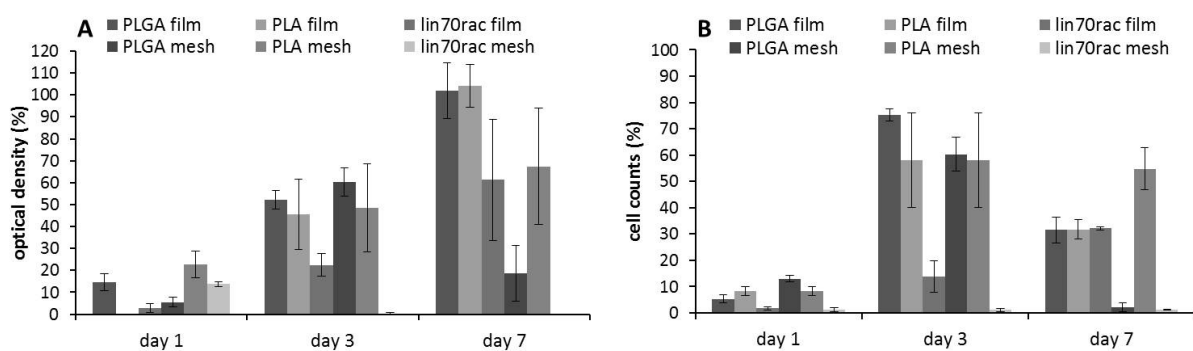 A
PLGA film PLA film lin70rac film
PLGA mesh PLA mesh lin70rac mesh
optical density (%)
120
110
100
90
80
70
60
50
40
30
20
10
0
day 1 day 3 day 7
B
PLGA film PLA film lin70rac film
PLGA mesh PLA mesh lin70rac mesh
cell counts (%)
100
90
80
70
60
50
40
30
20
10
0
day 1 day 3 day 7